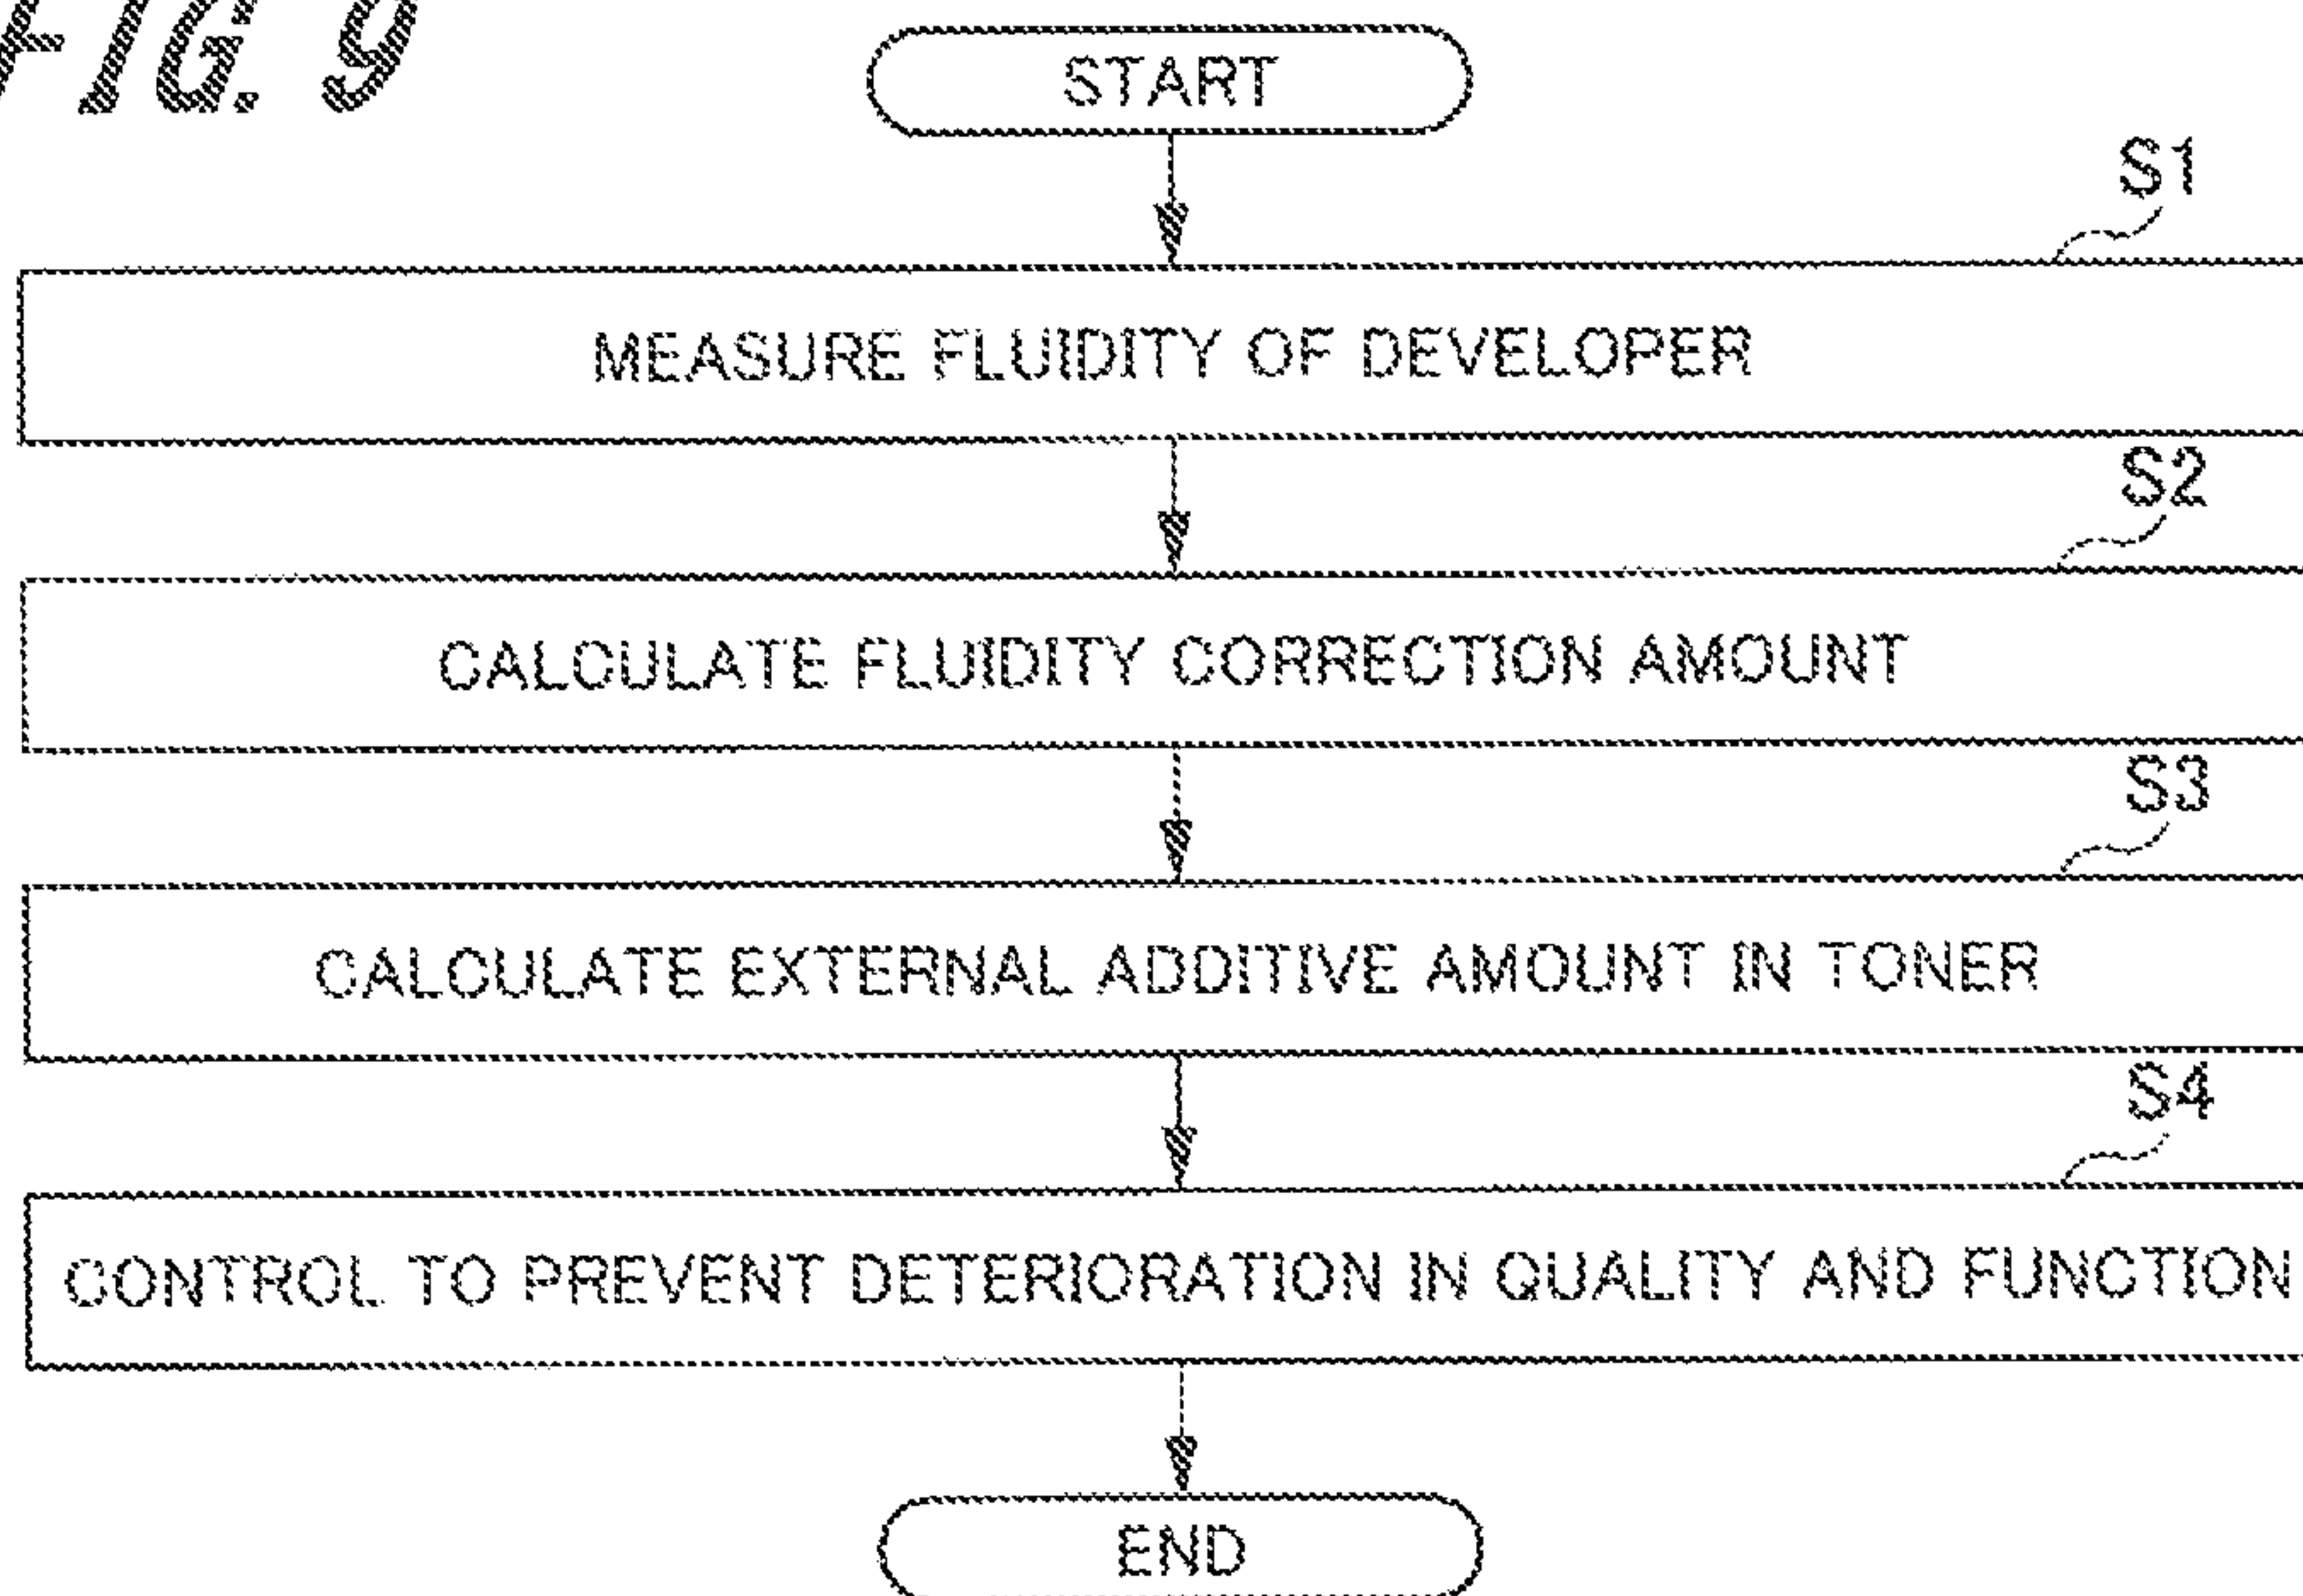 FIG. 9
START
S1
MEASURE FLUIDITY OF DEVELOPER
S2
CALCULATE FLUIDITY CORRECTION AMOUNT
S3
CALCULATE EXTERNAL ADDITIVE AMOUNT IN TONER
S4
CONTROL TO PREVENT DETERIORATION IN QUALITY AND FUNCTION
END